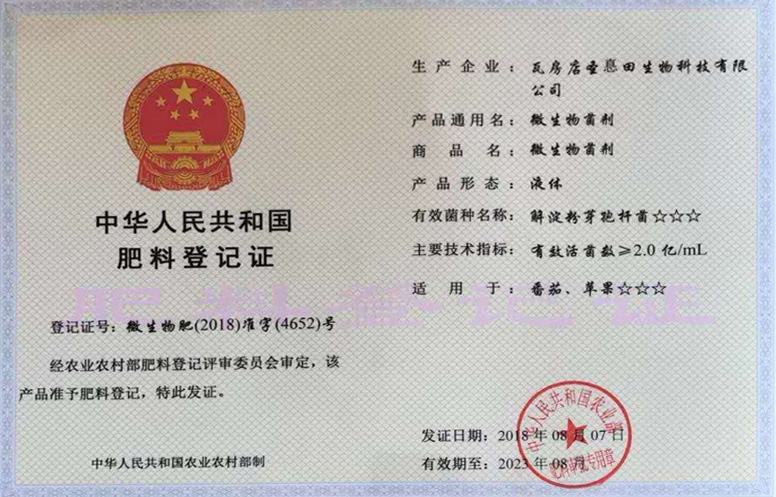 中华人民共和国
肥料登记证
登记证号：微生物肥(2018)准字(4652)号
经农业农村部肥料登记评审委员会审定，该
产品准予肥料登记，特此发证。
中华人民共和国农业农村部制
生产企业：瓦房店圣恩田生物科技有限
公司
产品通用名：微生物菌剂
商品名：微生物菌剂
产品形态：液体
有效菌种名称：解淀粉芽孢杆菌☆☆☆
主要技术指标：有效活菌数≥2.0 亿/mL
适用于：番茄、苹果☆☆☆
肥料登记证
发证日期：2018 年 08 月 07 日
有效期至：2023 年 08 月
中华人民共和国农业部
肥料审批专用章